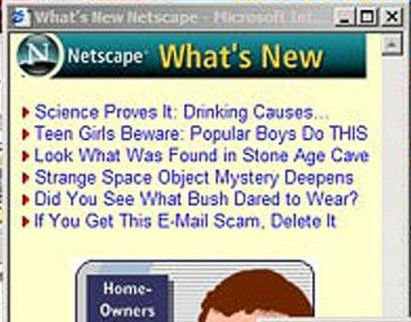 What's New Netscape - Microsoft Int...
N Netscape® What's New
Science Proves It: Drinking Causes...
Teen Girls Beware: Popular Boys Do THIS
Look What Was Found in Stone Age Cave
Strange Space Object Mystery Deepens
Did You See What Bush Dared to Wear?
If You Get This E-Mail Scam, Delete It
Home-
Owners